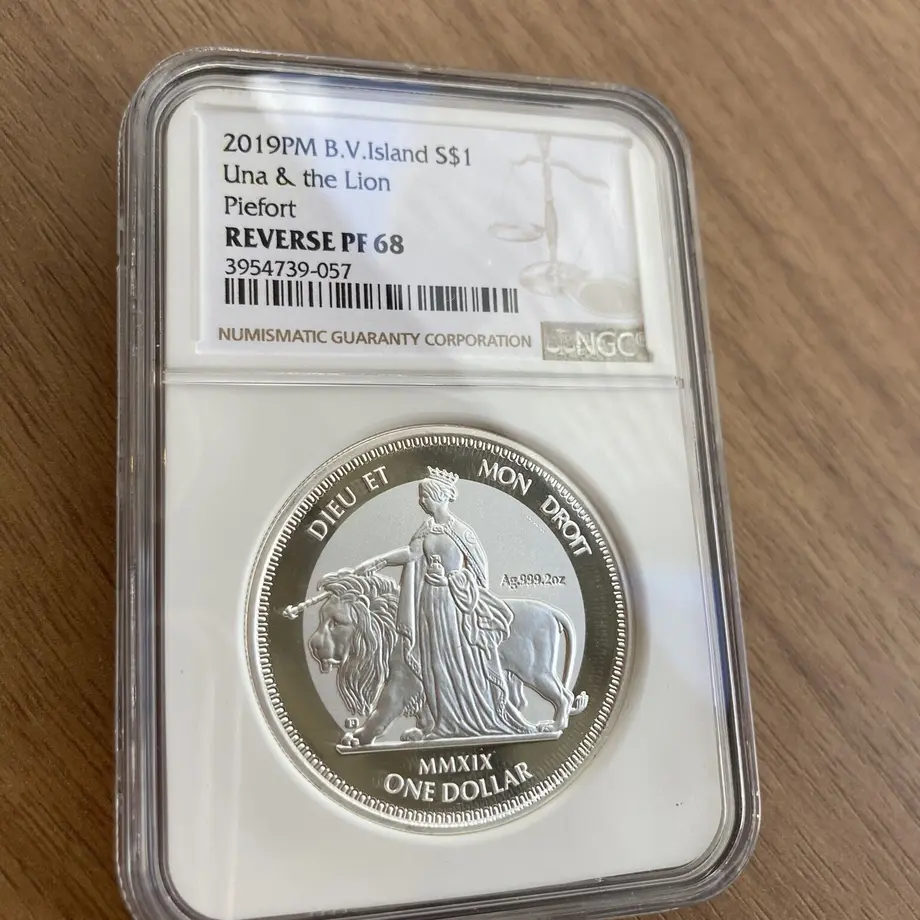 2019PM B.V.Island S$1
Una & the Lion
Piefort
REVERSE PF 68
3954739-057
NUMISMATIC GUARANTY CORPORATION
NGC
DIEU ET MON DROIT
Ag.999.2oz
MMXIX
ONE DOLLAR